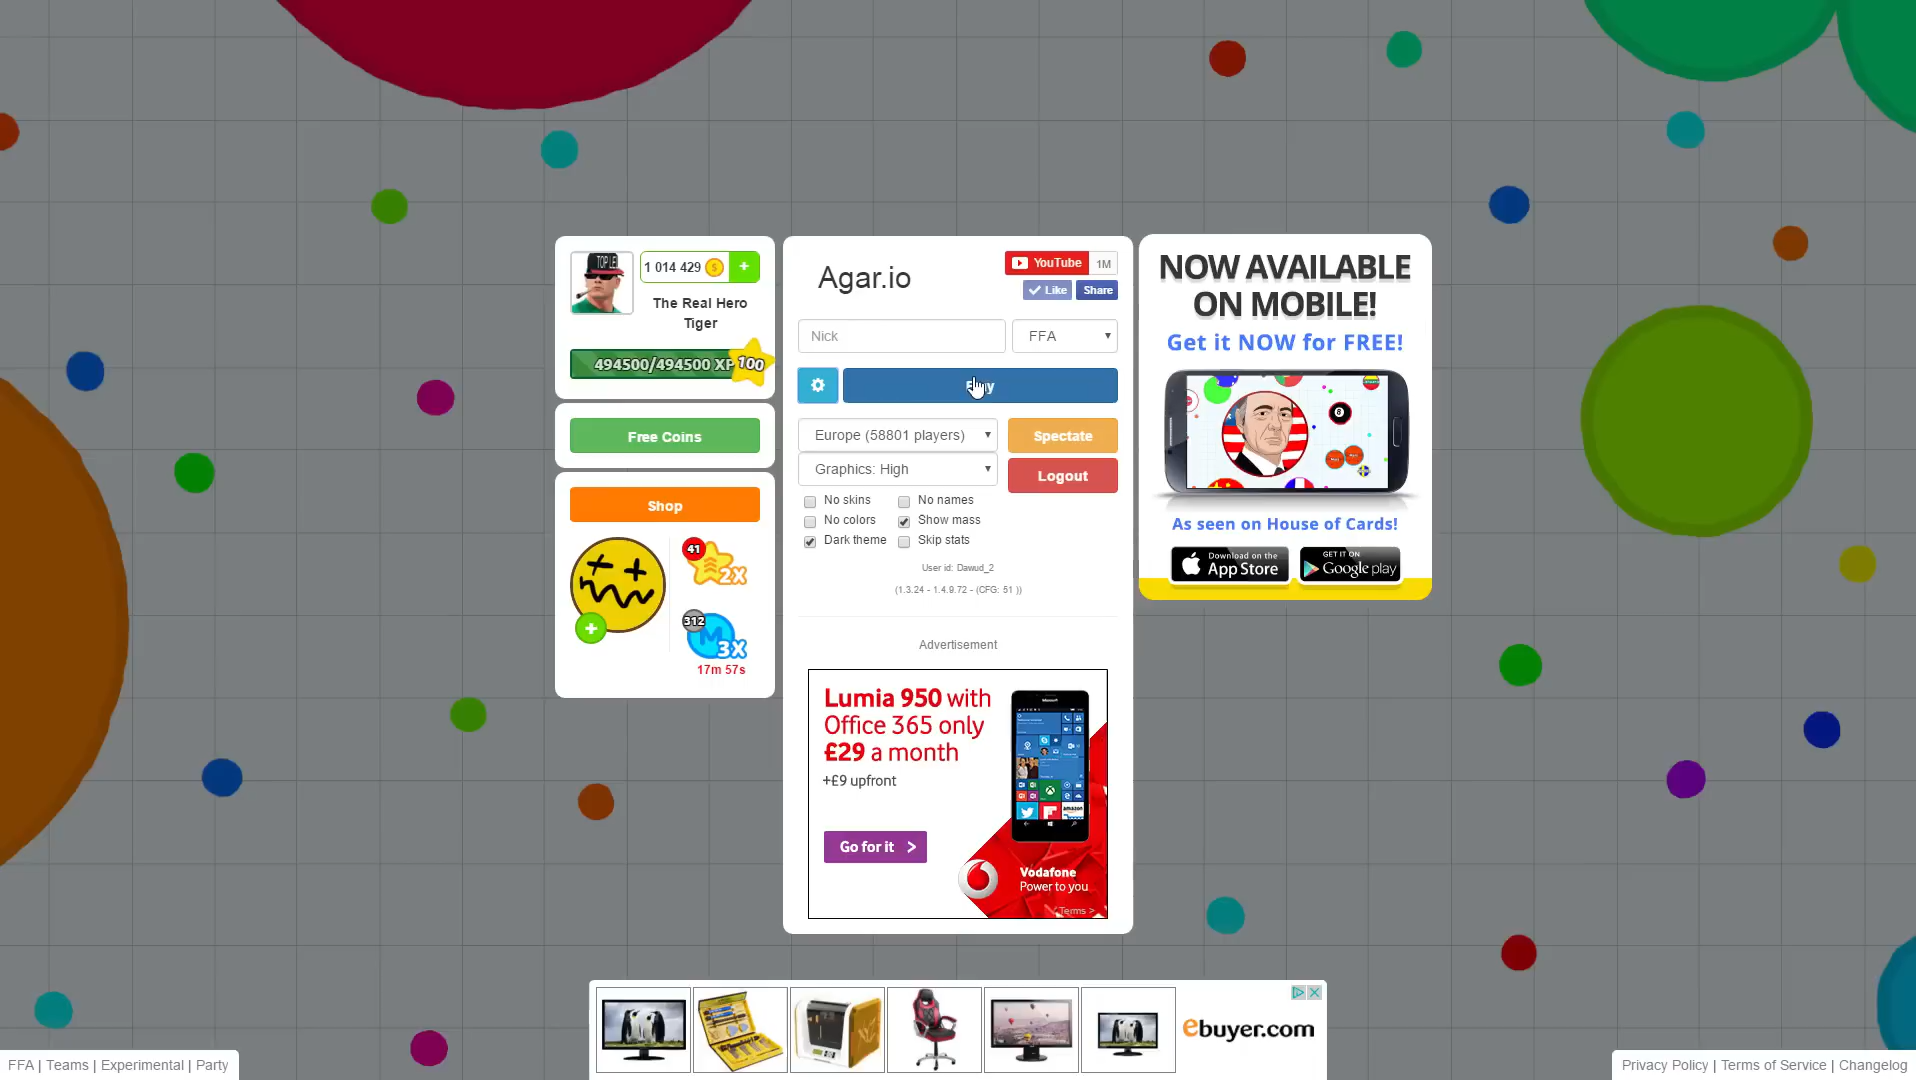 TOP LE
1 014 429
The Real Hero
Tiger
494500/494500 XP
100
Free Coins
Shop
41
2X
312
M
3X
17m 57s
Agar.io
YouTube
1M
Like
Share
Nick
FFA
Europe (58801 players)
Spectate
Graphics: High
Logout
No skins
No names
No colors
Show mass
Dark theme
Skip stats
User id: Dawud_2
(1.3.24 - 1.4.9.72 - (CFG: 51 ))
Advertisement
Lumia 950 with
Office 365 only
£29 a month
+£9 upfront
Go for it >
Vodafone
Power to you
Terms >
NOW AVAILABLE
ON MOBILE!
Get it NOW for FREE!
As seen on House of Cards!
Download on the
App Store
GET IT ON
Google play
ebuyer.com
FFA | Teams | Experimental | Party
Privacy Policy | Terms of Service | Changelog